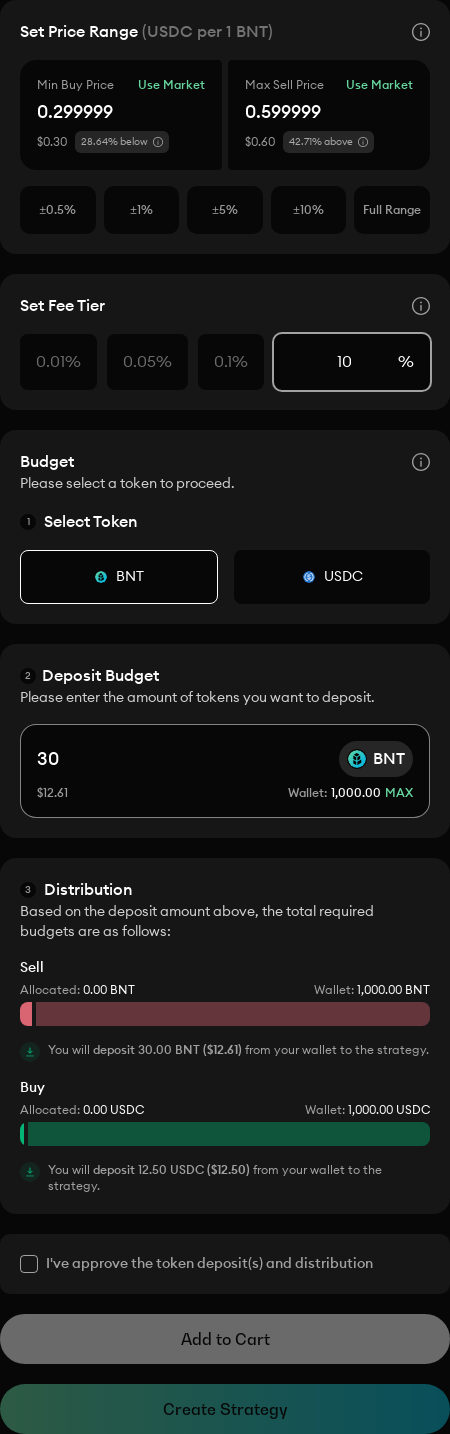 Set Price Range (USDC per 1 BNT)
Min Buy Price Use Market
0.299999
$0.30 28.64% below
Max Sell Price Use Market
0.599999
$0.60 42.71% above
±0.5% ±1% ±5% ±10% Full Range
Set Fee Tier
0.01% 0.05% 0.1% 10 %
Budget
Please select a token to proceed.
1 Select Token
BNT USDC
2 Deposit Budget
Please enter the amount of tokens you want to deposit.
30 BNT
$12.61 Wallet: 1,000.00 MAX
3 Distribution
Based on the deposit amount above, the total required
budgets are as follows:
Sell
Allocated: 0.00 BNT Wallet: 1,000.00 BNT
You will deposit 30.00 BNT ($12.61) from your wallet to the strategy.
Buy
Allocated: 0.00 USDC Wallet: 1,000.00 USDC
You will deposit 12.50 USDC ($12.50) from your wallet to the
strategy.
I've approve the token deposit(s) and distribution
Add to Cart
Create Strategy